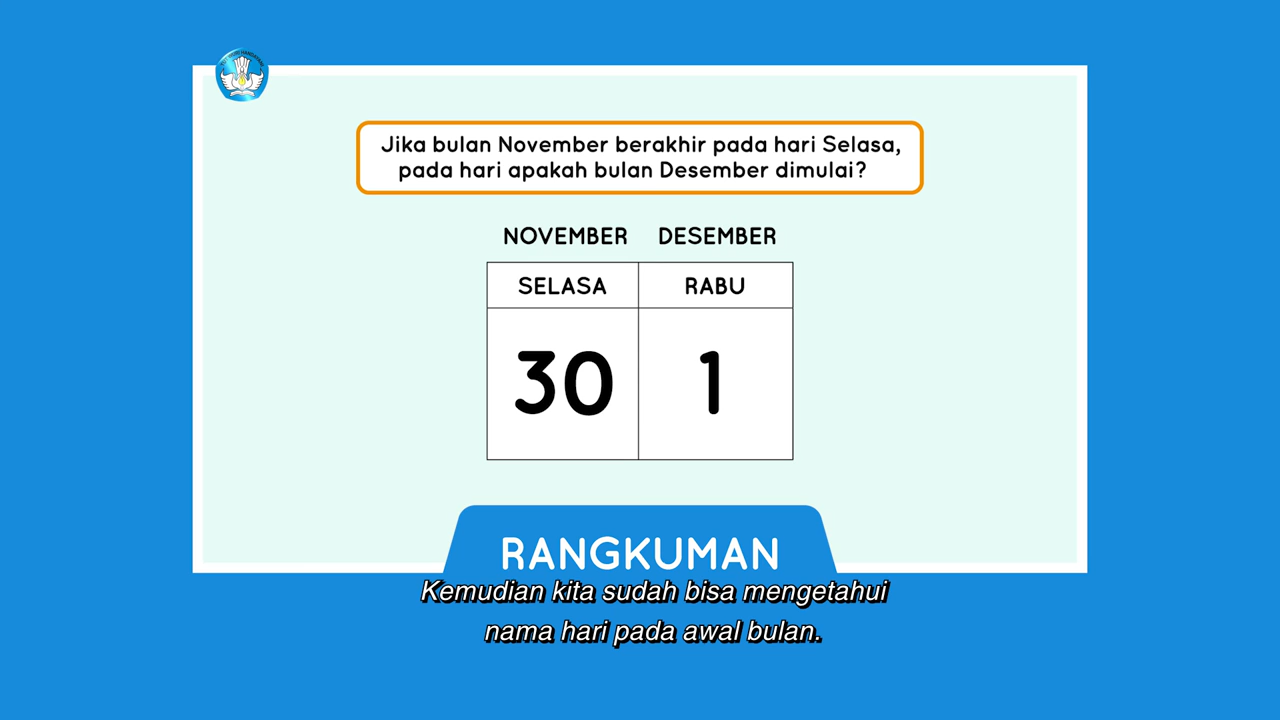 Jika bulan November berakhir pada hari Selasa,
pada hari apakah bulan Desember dimulai?
NOVEMBER DESEMBER
SELASA RABU
30 1
RANGKUMAN
Kemudian kita sudah bisa mengetahui
nama hari pada awal bulan.